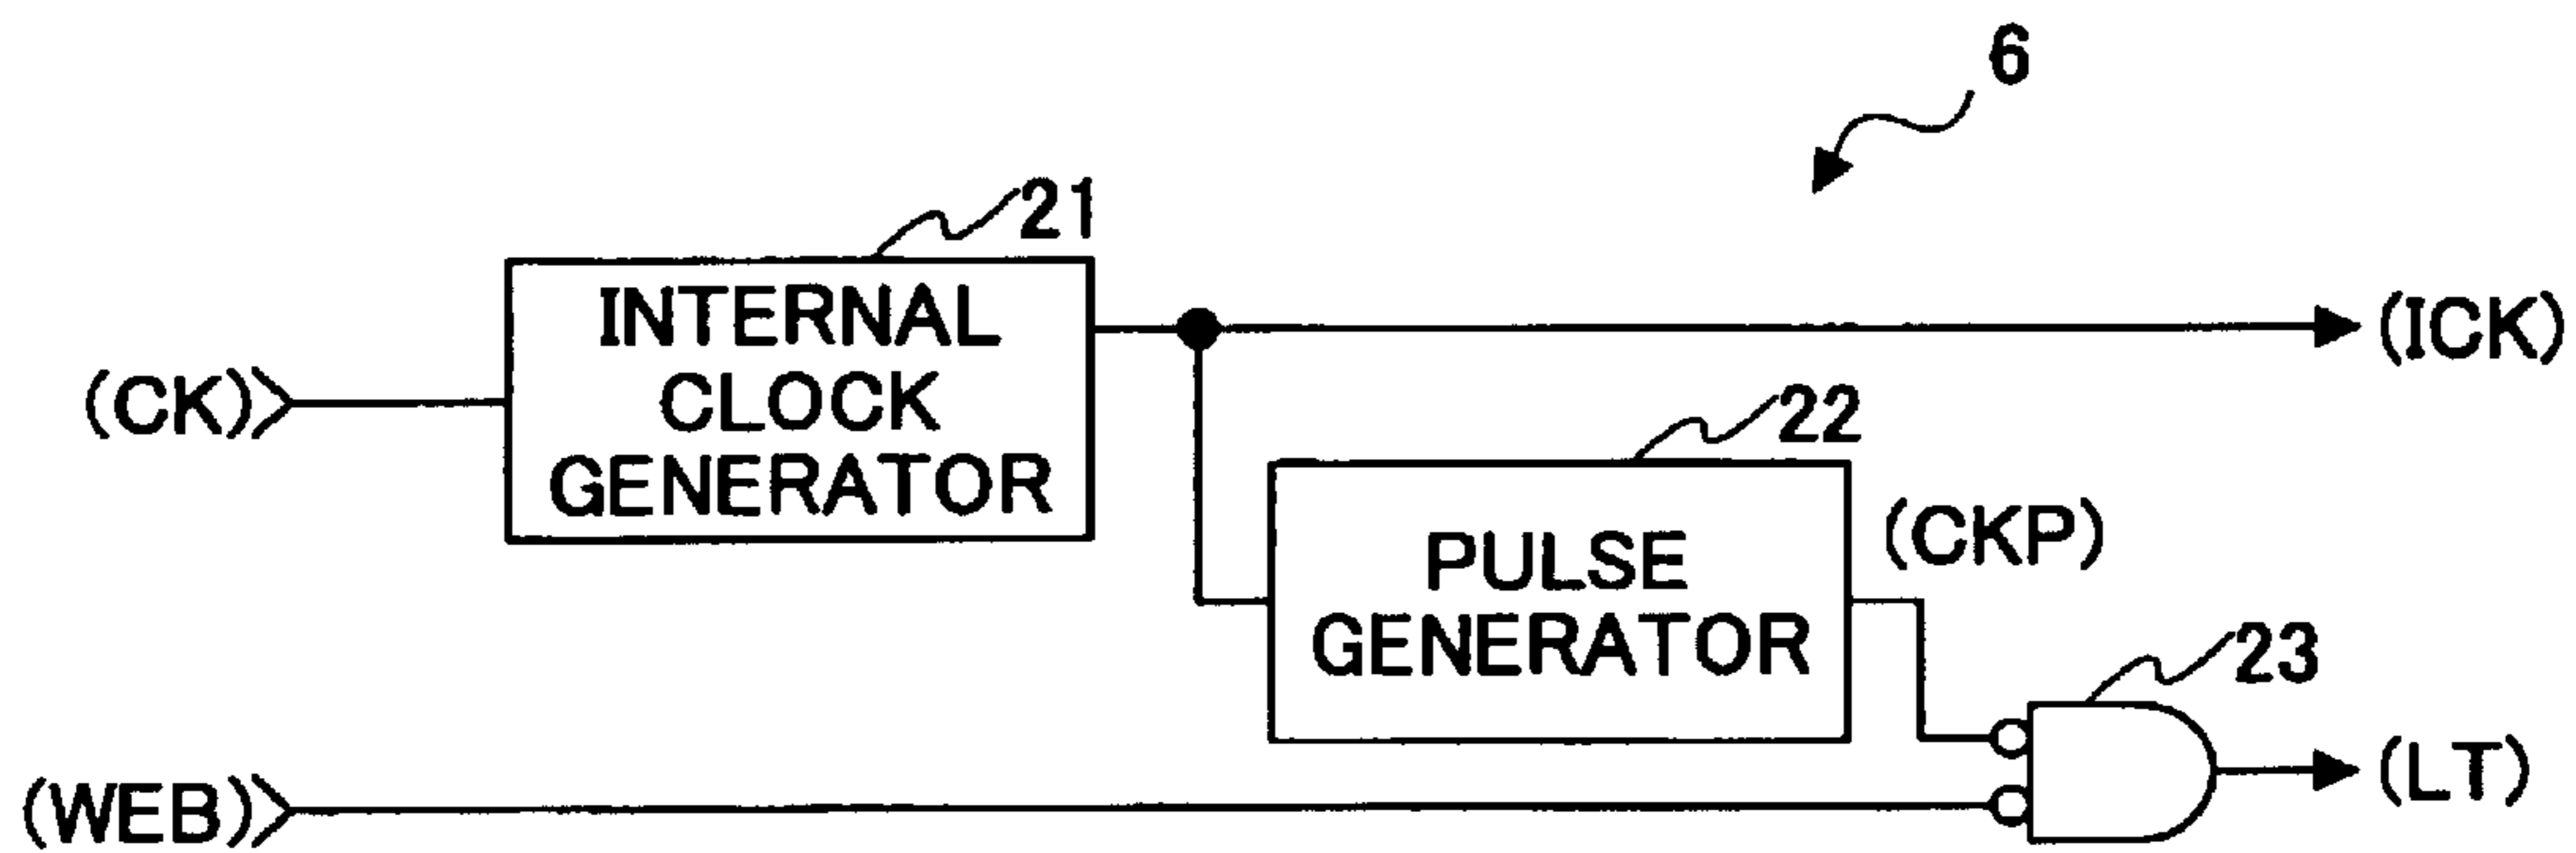 6
21
INTERNAL
CLOCK
GENERATOR
(CK)
(ICK)
22
PULSE
GENERATOR
(CKP)
23
(WEB)
(LT)